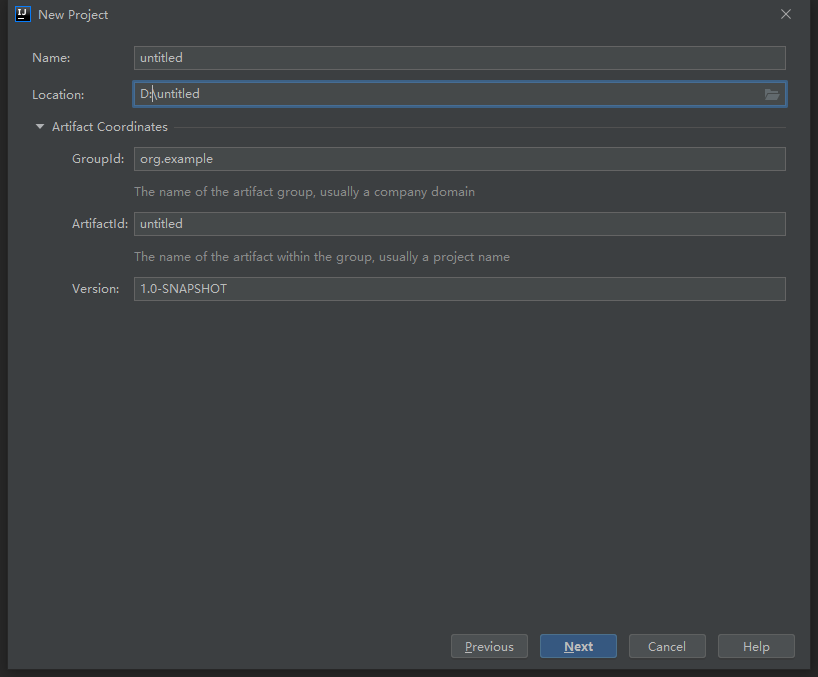 New Project
Name: untitled
Location: D:\untitled
Artifact Coordinates
GroupId: org.example
The name of the artifact group, usually a company domain
ArtifactId: untitled
The name of the artifact within the group, usually a project name
Version: 1.0-SNAPSHOT
Previous Next Cancel Help